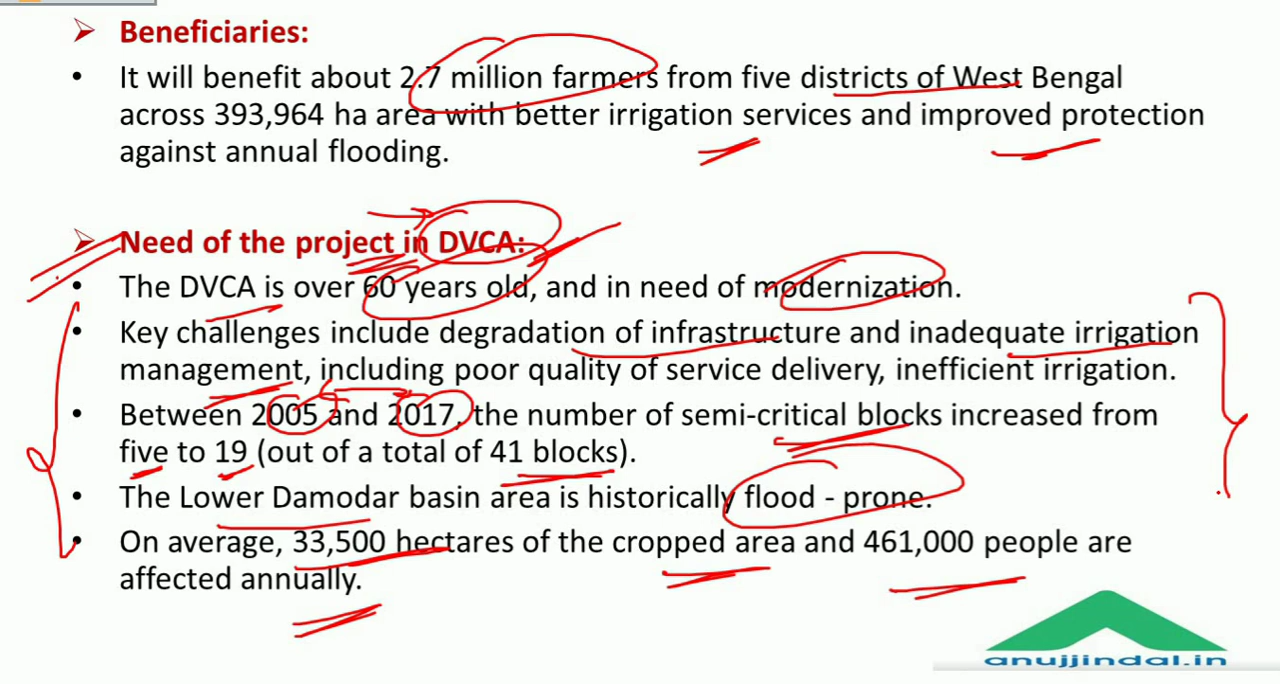 Beneficiaries:
It will benefit about 2.7 million farmers from five districts of West Bengal
across 393,964 ha area with better irrigation services and improved protection
against annual flooding.
Need of the project in DVCA:
The DVCA is over 60 years old, and in need of modernization.
Key challenges include degradation of infrastructure and inadequate irrigation
management, including poor quality of service delivery, inefficient irrigation.
Between 2005 and 2017, the number of semi-critical blocks increased from
five to 19 (out of a total of 41 blocks).
The Lower Damodar basin area is historically flood - prone.
On average, 33,500 hectares of the cropped area and 461,000 people are
affected annually.
anujjindal.in